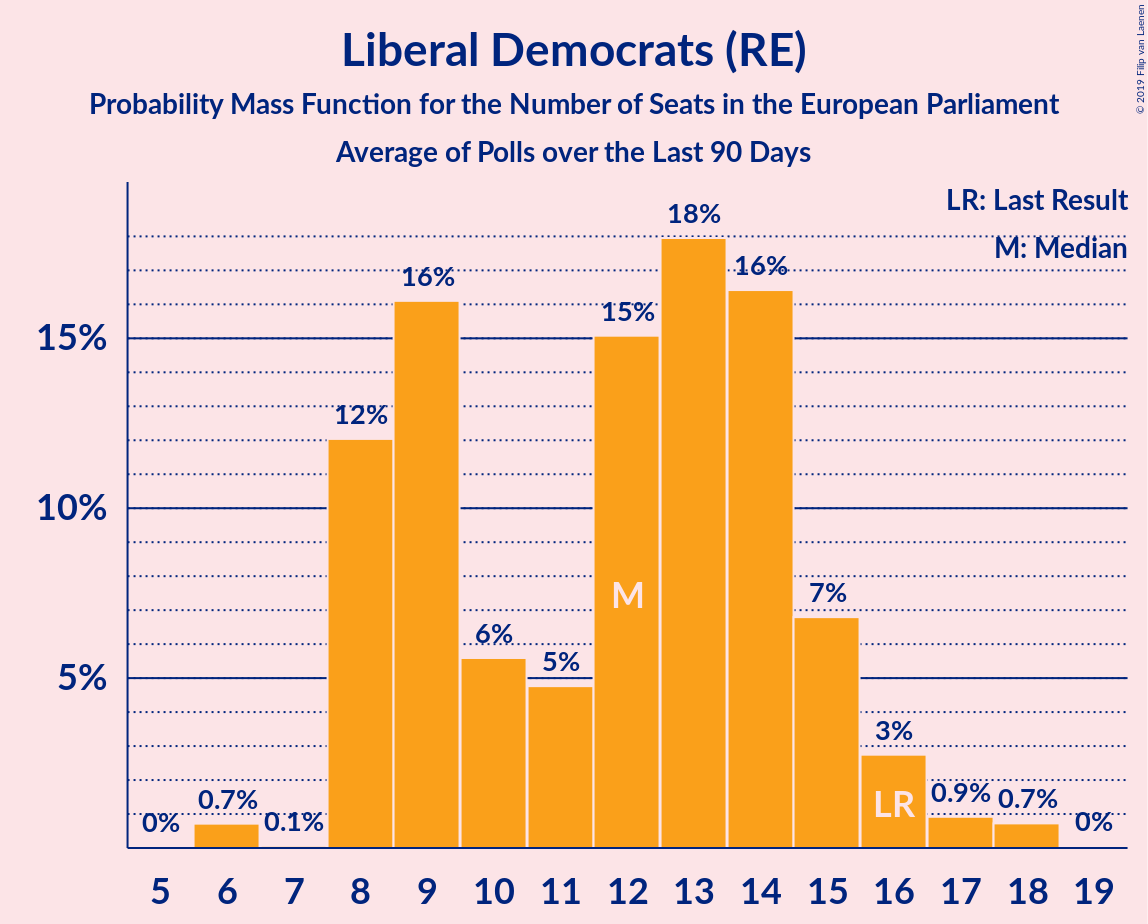 Liberal Democrats (RE)
Probability Mass Function for the Number of Seats in the European Parliament
Average of Polls over the Last 90 Days
© 2019 Filip van Laenen
LR: Last Result
M: Median
18%
16%
16%
15%
15%
12%
10%
M
7%
6%
5%
5%
3%
LR
0.9%
0.7%
0.7%
0.1%
0%
0%
5 6 7 8 9 10 11 12 13 14 15 16 17 18 19